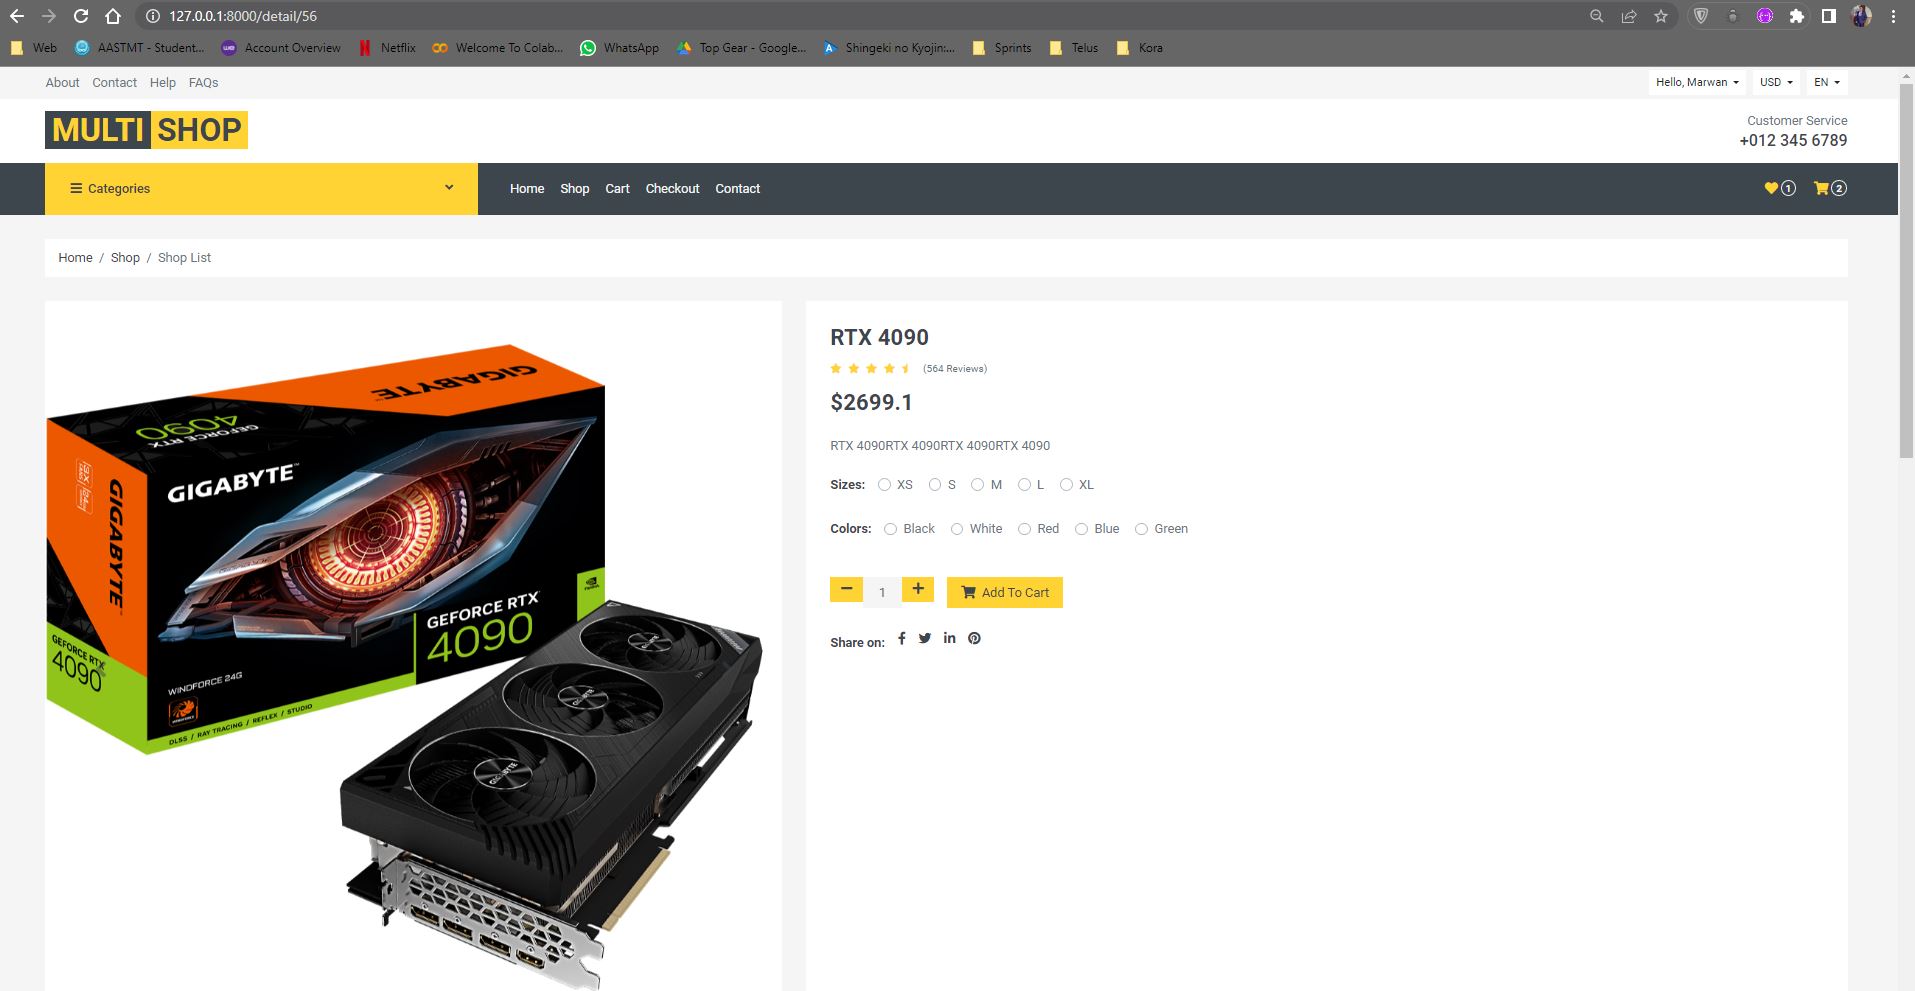 127.0.0.1:8000/detail/56
Web AASTMT - Student... Account Overview Netflix Welcome To Colab... WhatsApp Top Gear - Google... Shingeki no Kyojin:... Sprints Telus Kora
About Contact Help FAQs Hello, Marwan USD EN
MULTI SHOP
Customer Service
+012 345 6789
Categories Home Shop Cart Checkout Contact 1 2
Home / Shop / Shop List
RTX 4090
(564 Reviews)
$2699.1
RTX 4090RTX 4090RTX 4090RTX 4090
Sizes: XS S M L XL
Colors: Black White Red Blue Green
1 Add To Cart
Share on:
GIGABYTE
GEFORCE RTX
4090
GIGABYTE
GIGABYTE
GEFORCE RTX
4090
GEFORCE RTX
4090
WINDFORCE 24G
DLSS / RAY TRACING / REFLEX / STUDIO
GIGABYTE
GIGABYTE
GIGABYTE